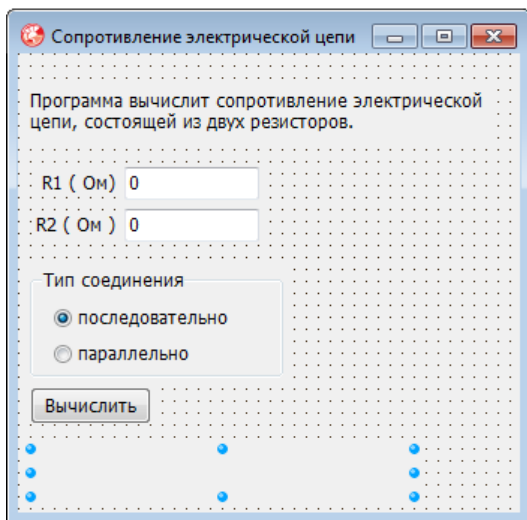 Сопротивление электрической цепи
Программа вычислит сопротивление электрической
цепи, состоящей из двух резисторов.
R1 ( Ом) 0
R2 ( Ом ) 0
Тип соединения
последовательно
параллельно
Вычислить